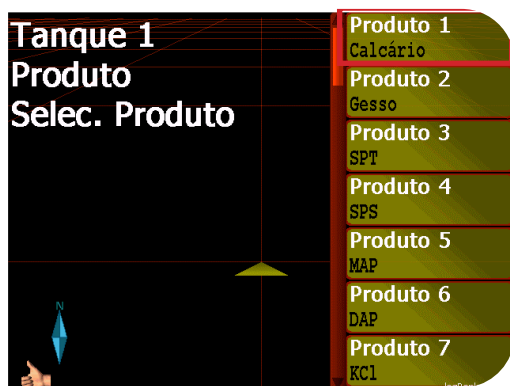 Tanque 1
Produto
Selec. Produto
N
Produto 1
Calcário
Produto 2
Gesso
Produto 3
SPT
Produto 4
SPS
Produto 5
MAP
Produto 6
DAP
Produto 7
KCl